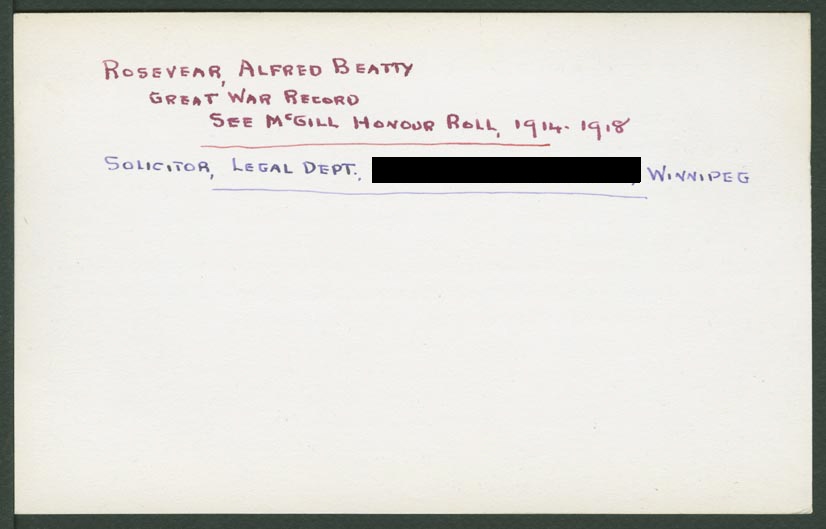 ROSEVEAR, ALFRED BEATTY
GREAT WAR RECORD
SEE McGILL HONOUR ROLL, 1914-1918
SOLICITOR, LEGAL DEPT., , WINNIPEG